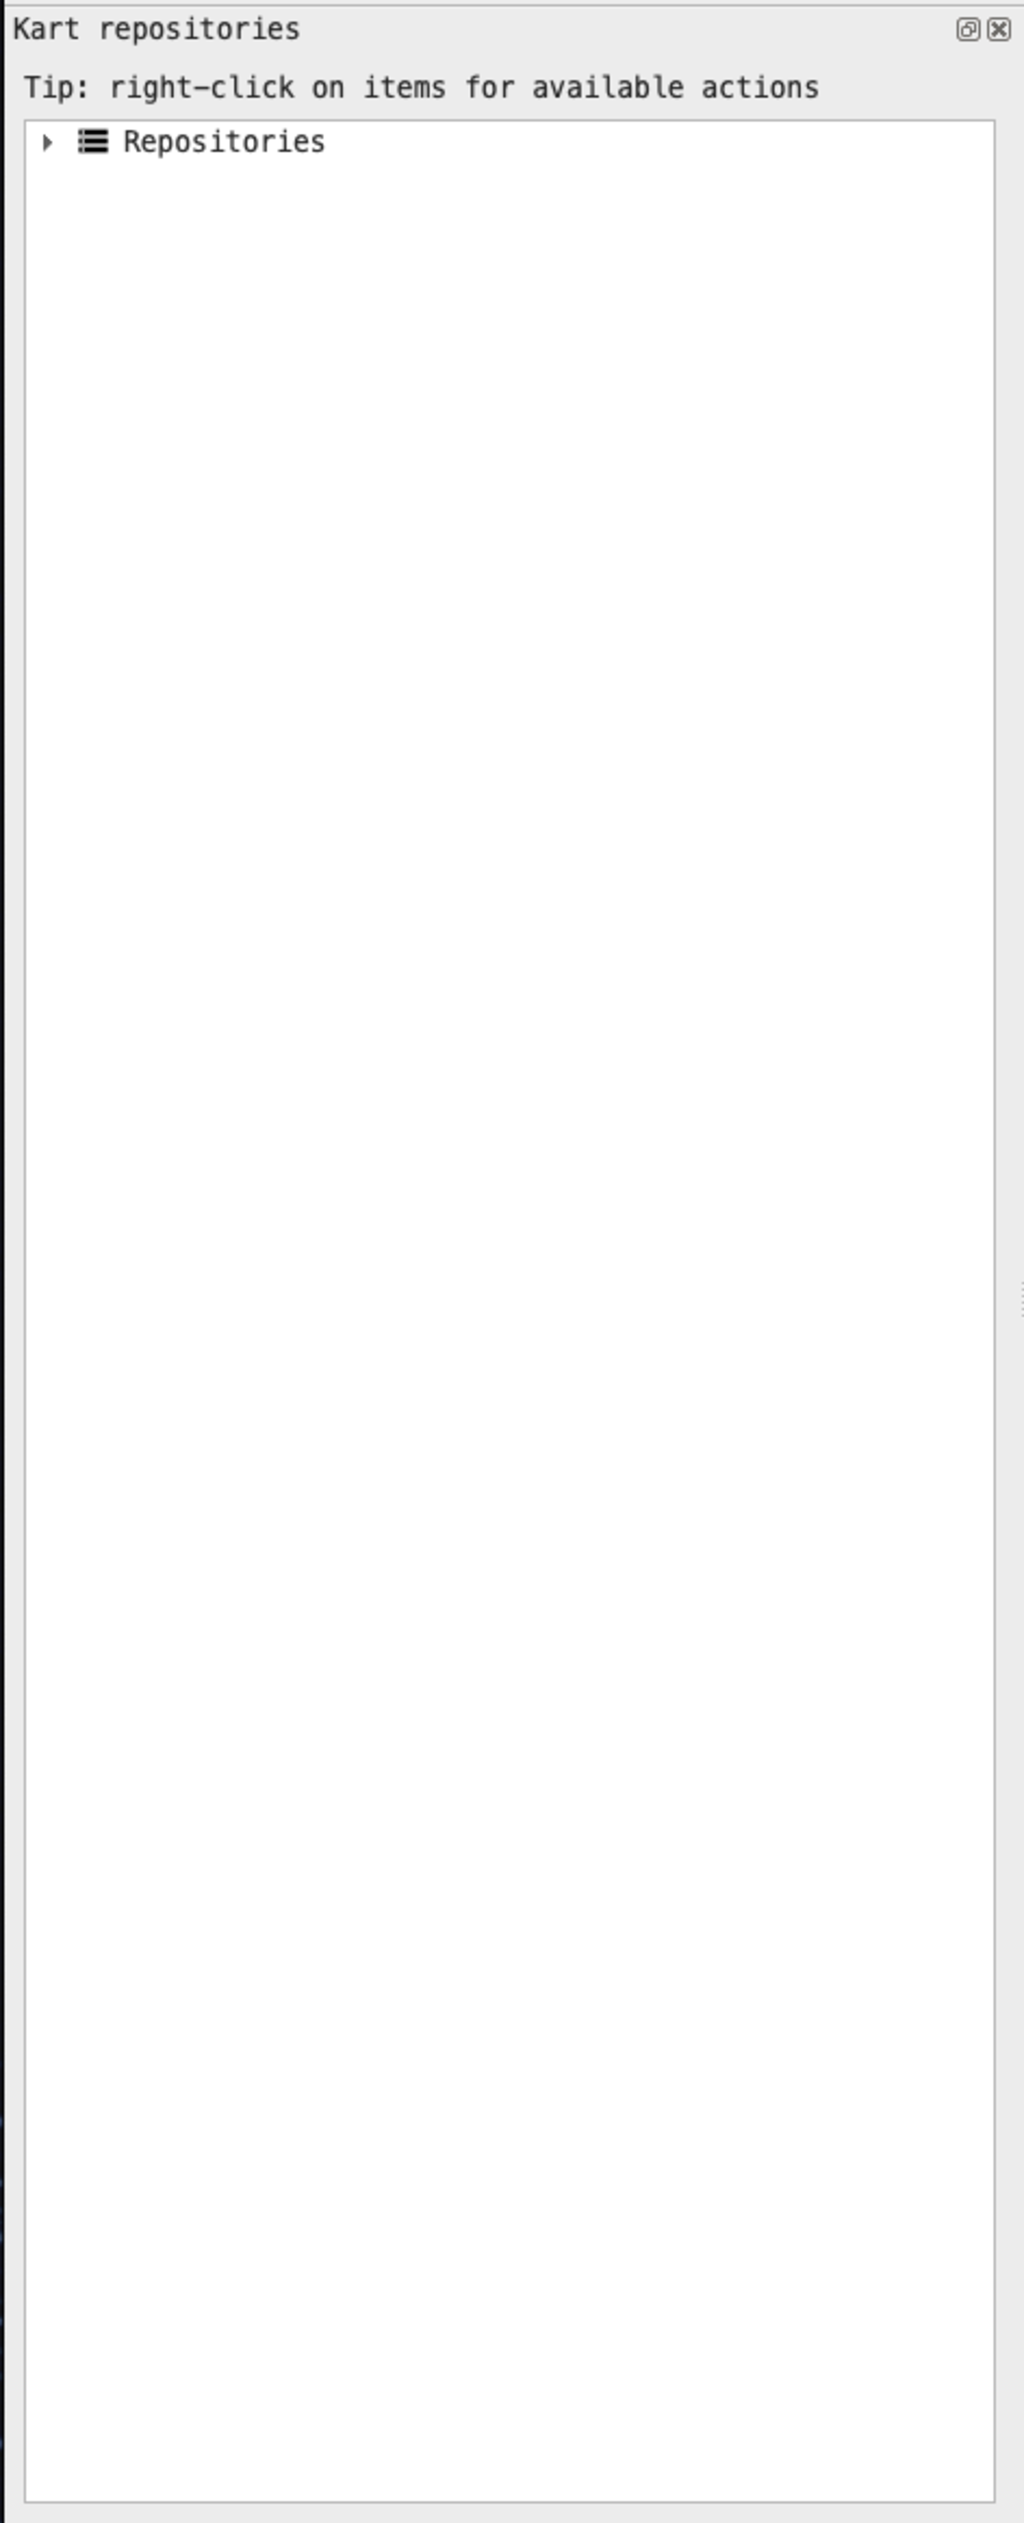 Kart repositories
Tip: right-click on items for available actions
Repositories